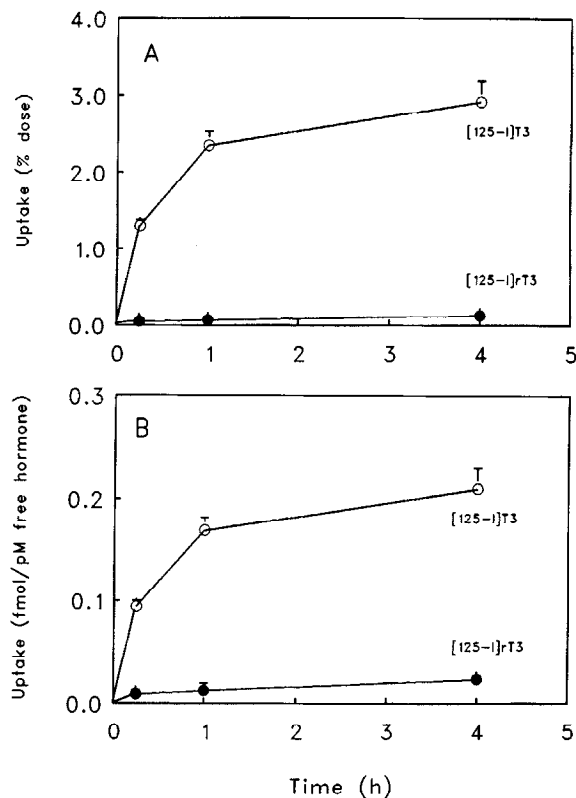 4.0
A
3.0
[125-I]T3
2.0
Uptake (% dose)
1.0
[125-I]rT3
0.0
0 1 2 3 4 5
0.3
B
0.2
[125-I]T3
Uptake (fmol/pM free hormone)
0.1
[125-I]rT3
0.0
0 1 2 3 4 5
Time (h)